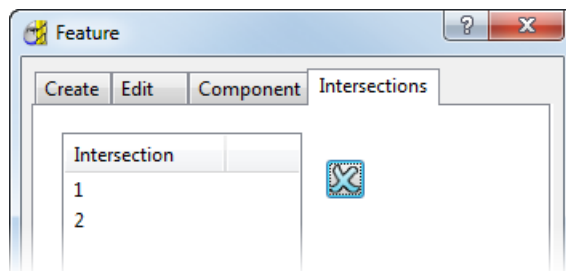 Feature
Create Edit Component Intersections
Intersection
1
2